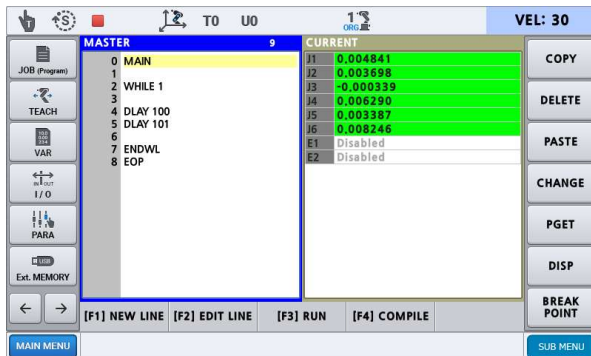 S T0 U0 ORG VEL: 30
JOB (Program)
TEACH
VAR
IN OUT
I/O
PARA
USB
Ext. MEMORY
← →
MAIN MENU
MASTER 9
0 MAIN
1
2 WHILE 1
3
4 DLAY 100
5 DLAY 101
6
7 ENDWL
8 EOP
CURRENT
J1 0,004841
J2 0,003698
J3 -0,000339
J4 0,006290
J5 0,003387
J6 0,008246
E1 Disabled
E2 Disabled
[F1] NEW LINE [F2] EDIT LINE [F3] RUN [F4] COMPILE
COPY
DELETE
PASTE
CHANGE
PGET
DISP
BREAK
POINT
SUB MENU